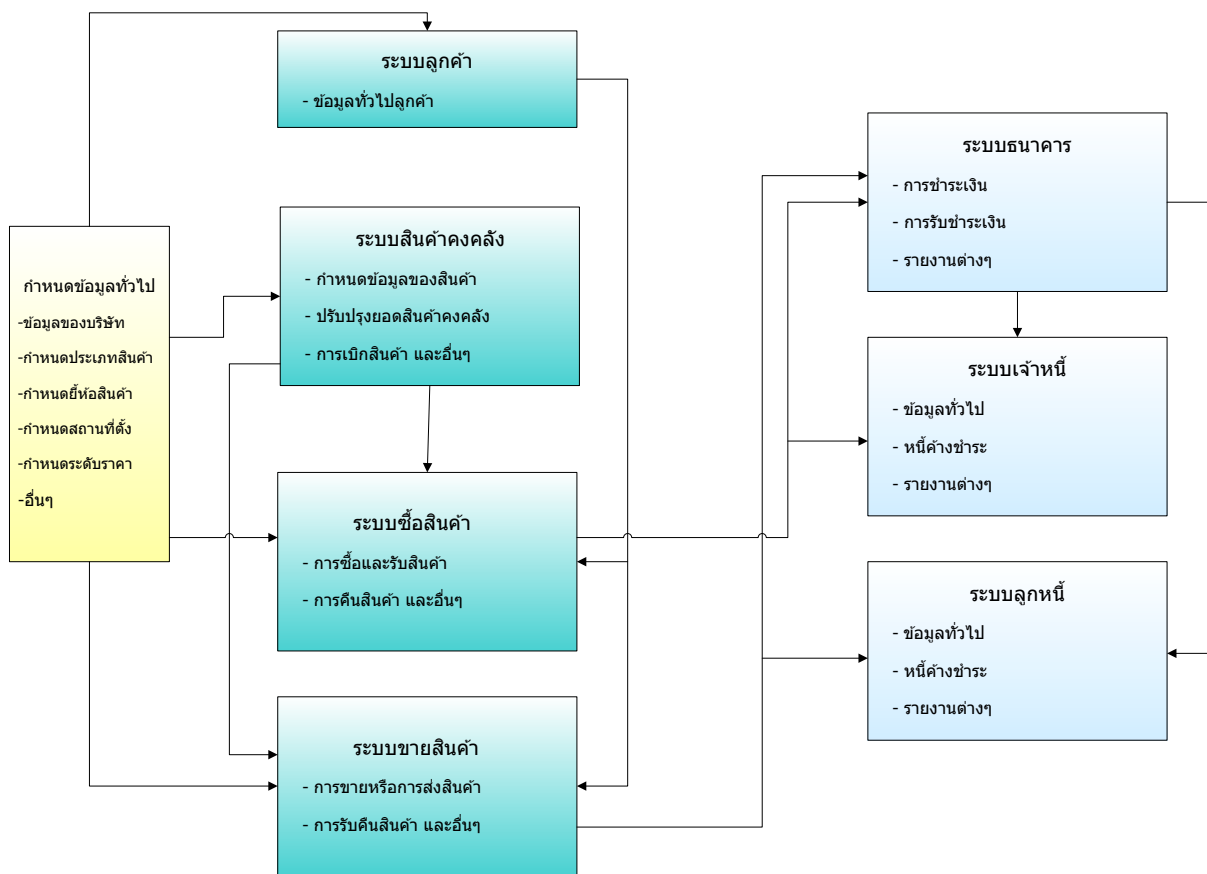 ระบบลูกค้า
- ข้อมูลทั่วไปลูกค้า
กำหนดข้อมูลทั่วไป
-ข้อมูลของบริษัท
-กำหนดประเภทสินค้า
-กำหนดยี่ห้อสินค้า
-กำหนดสถานที่ตั้ง
-กำหนดระดับราคา
-อื่นๆ
ระบบสินค้าคงคลัง
- กำหนดข้อมูลของสินค้า
- ปรับปรุงยอดสินค้าคงคลัง
- การเบิกสินค้า และอื่นๆ
ระบบซื้อสินค้า
- การซื้อและรับสินค้า
- การคืนสินค้า และอื่นๆ
ระบบขายสินค้า
- การขายหรือการส่งสินค้า
- การรับคืนสินค้า และอื่นๆ
ระบบธนาคาร
- การชำระเงิน
- การรับชำระเงิน
- รายงานต่างๆ
ระบบเจ้าหนี้
- ข้อมูลทั่วไป
- หนี้ค้างชำระ
- รายงานต่างๆ
ระบบลูกหนี้
- ข้อมูลทั่วไป
- หนี้ค้างชำระ
- รายงานต่างๆ